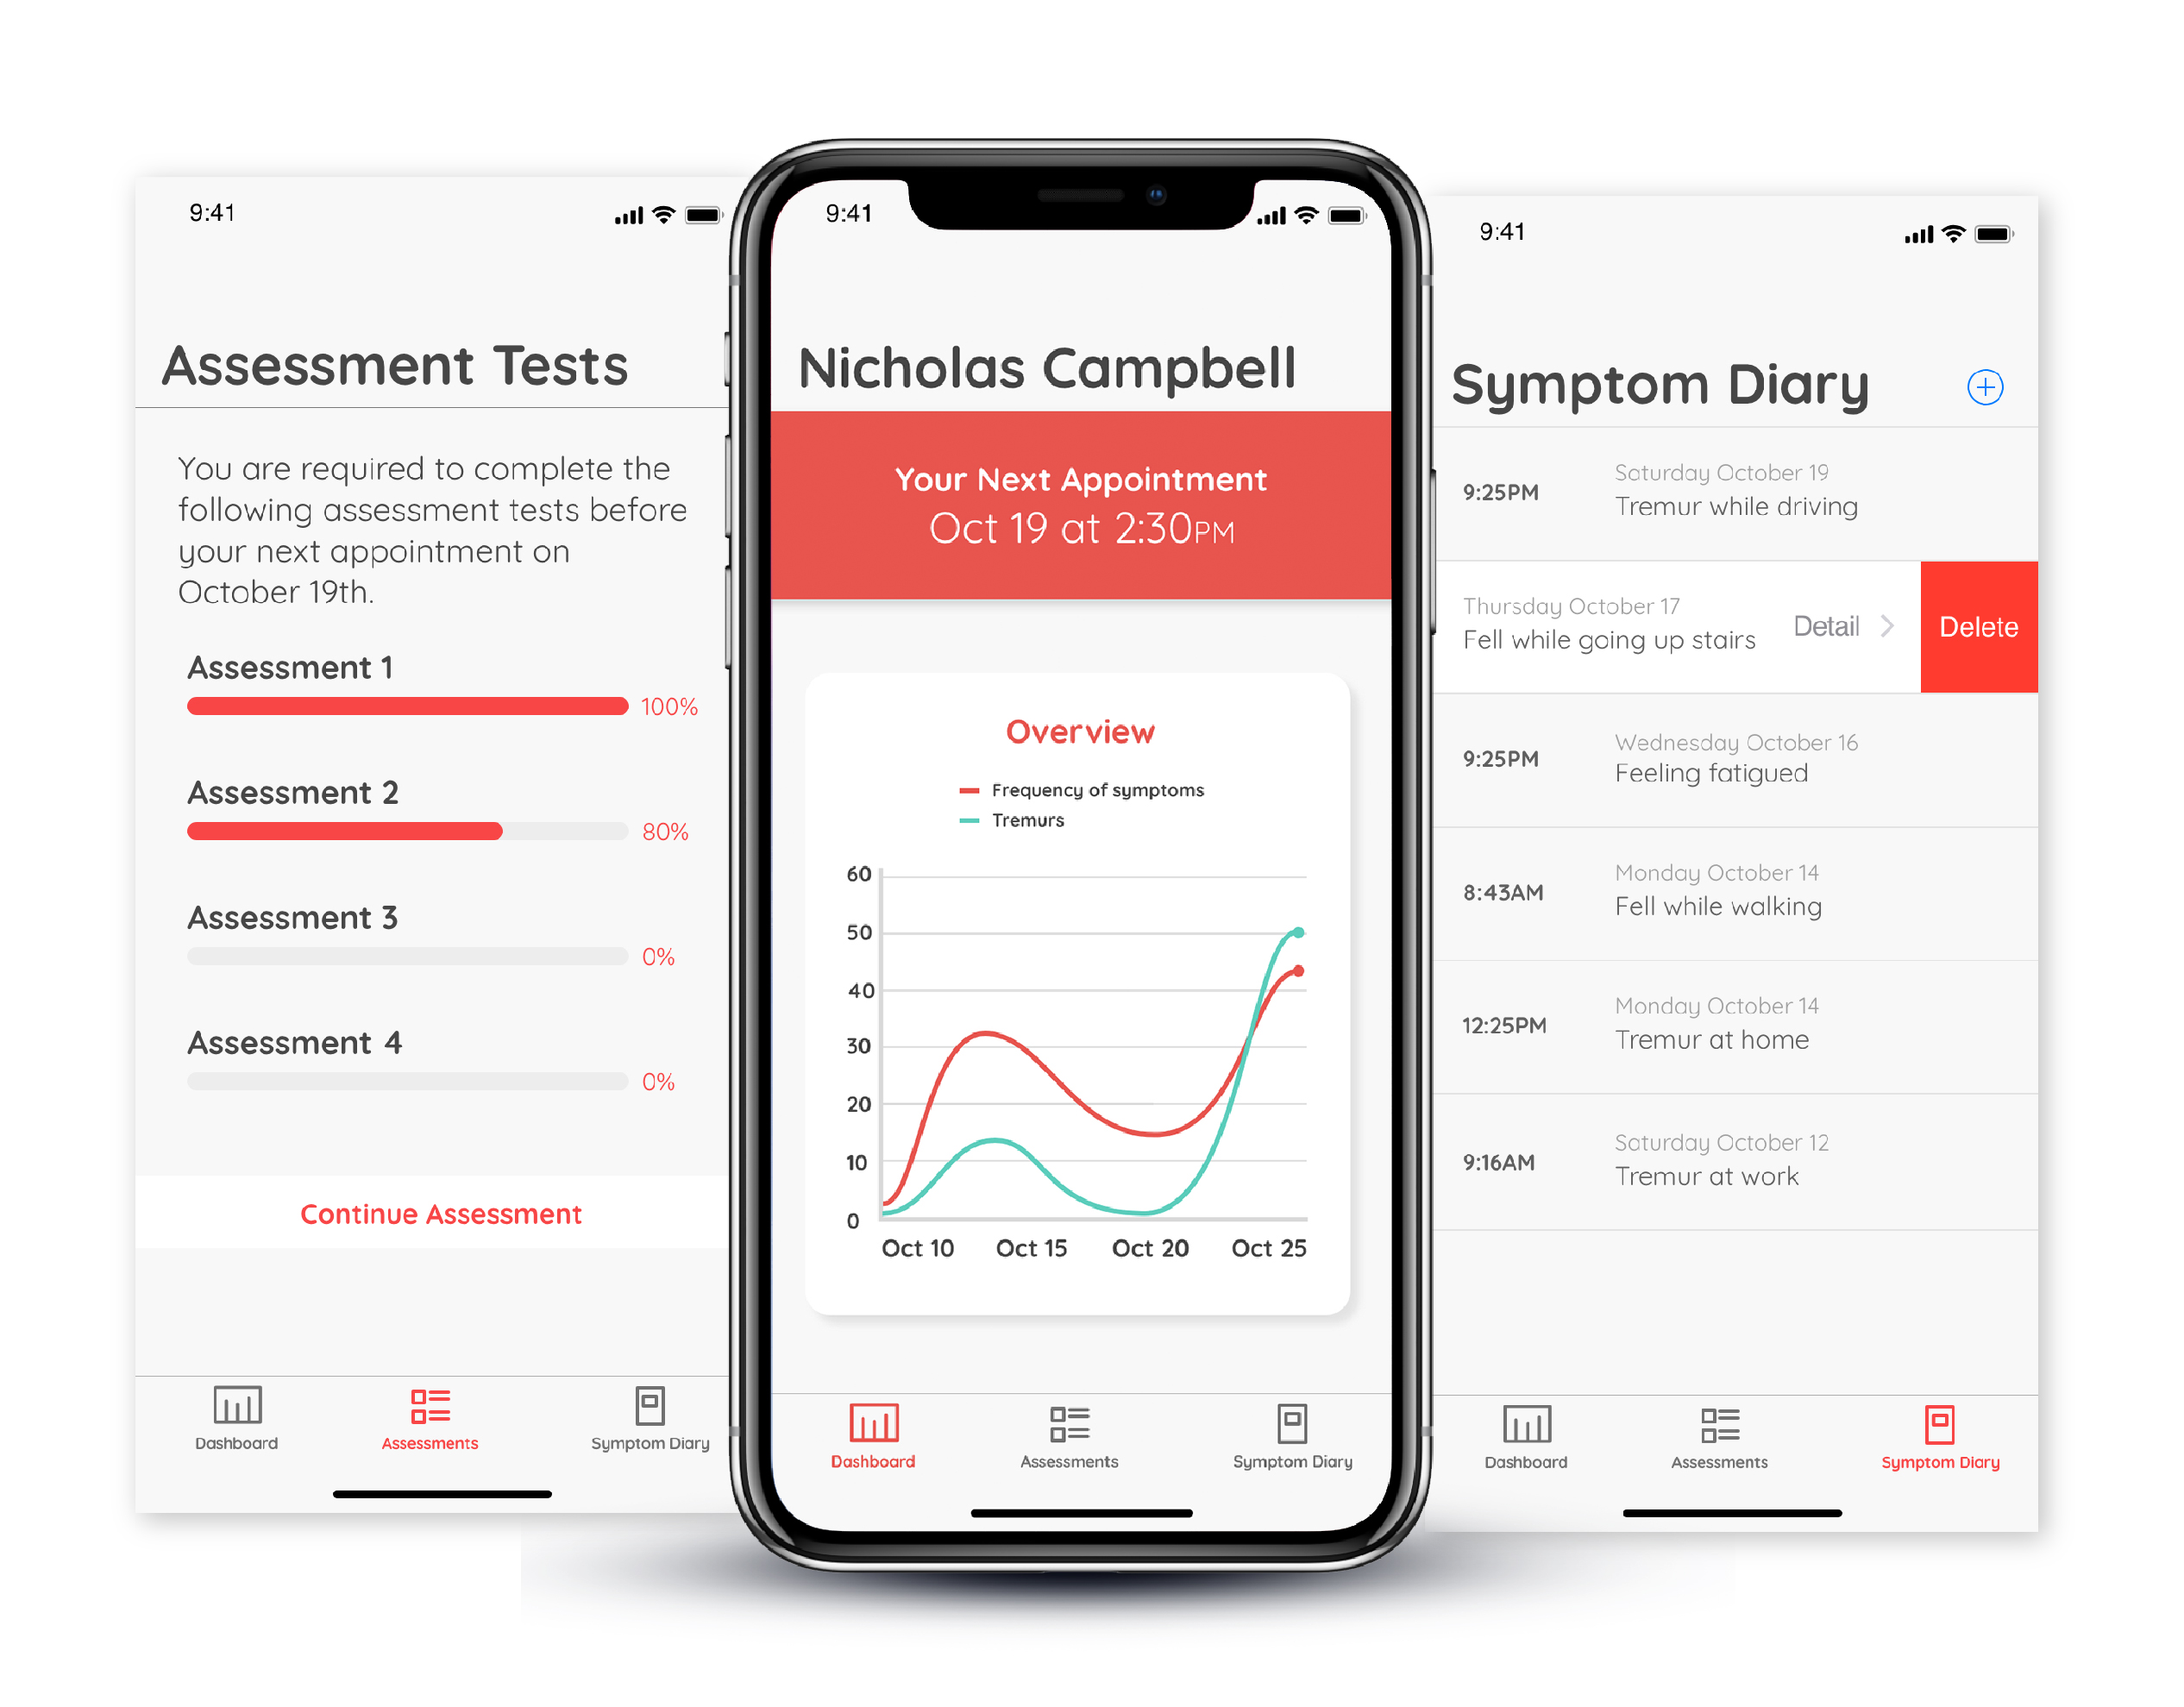 9:41
Assessment Tests
You are required to complete the
following assessment tests before
your next appointment on
October 19th.
Assessment 1
100%
Assessment 2
80%
Assessment 3
0%
Assessment 4
0%
Continue Assessment
Dashboard
Assessments
Symptom Diary
9:41
Nicholas Campbell
Your Next Appointment
Oct 19 at 2:30PM
Overview
Frequency of symptoms
Tremurs
60
50
40
30
20
10
0
Oct 10 Oct 15 Oct 20 Oct 25
Dashboard
Assessments
Symptom Diary
9:41
Symptom Diary
Saturday October 19
9:25PM
Tremur while driving
Thursday October 17
Fell while going up stairs
Detail
Delete
Wednesday October 16
9:25PM
Feeling fatigued
Monday October 14
8:43AM
Fell while walking
Monday October 14
12:25PM
Tremur at home
Saturday October 12
9:16AM
Tremur at work
Dashboard
Assessments
Symptom Diary